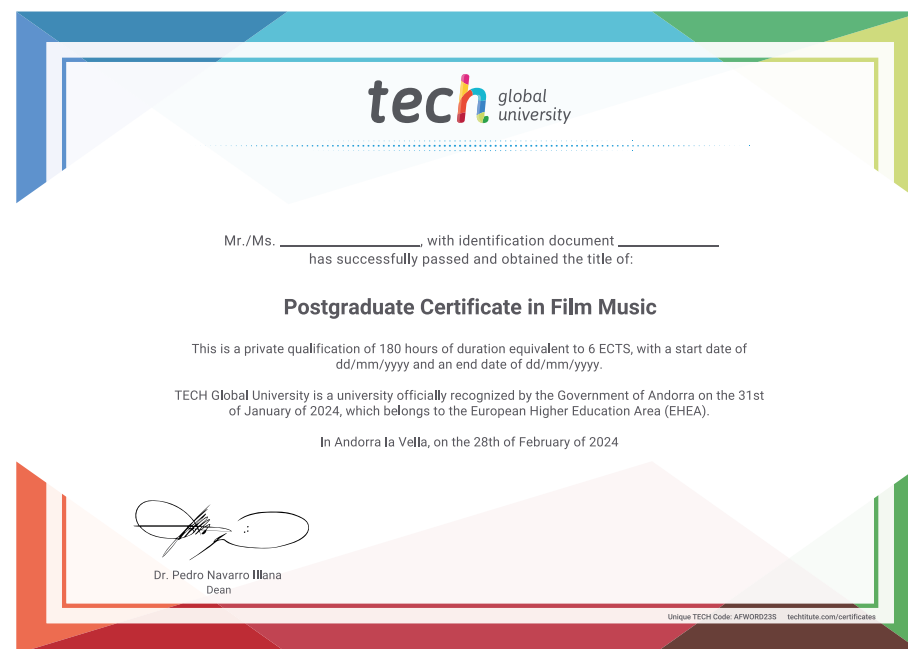 tech global university
Mr./Ms. ____________________, with identification document ______________
has successfully passed and obtained the title of:
Postgraduate Certificate in Film Music
This is a private qualification of 180 hours of duration equivalent to 6 ECTS, with a start date of
dd/mm/yyyy and an end date of dd/mm/yyyy.
TECH Global University is a university officially recognized by the Government of Andorra on the 31st
of January of 2024, which belongs to the European Higher Education Area (EHEA).
In Andorra la Vella, on the 28th of February of 2024
Dr. Pedro Navarro Illana
Dean
Unique TECH Code: AFWORD23S techtitute.com/certificates